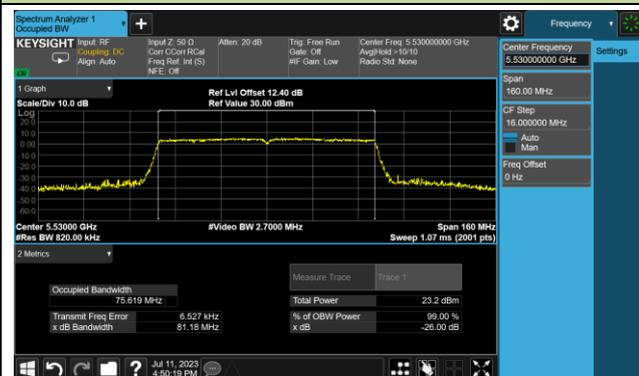 Spectrum Analyzer 1
Occupied BW
+
Frequency
KEYSIGHT
Input: RF
Coupling: DC
Align: Auto
Input Z: 50 Ω
Corr CCorr RCal
Freq Ref: Int (S)
NFE: Off
Atten: 20 dB
Trig: Free Run
Gate: Off
#IF Gain: Low
Center Freq: 5.530000000 GHz
Avg|Hold:>10/10
Radio Std: None
Center Frequency
5.530000000 GHz
Settings
Span
160.00 MHz
CF Step
16.000000 MHz
Auto
Man
Freq Offset
0 Hz
1 Graph
Scale/Div 10.0 dB
Ref Lvl Offset 12.40 dB
Ref Value 30.00 dBm
Log
20.0
10.0
0.0
-10.0
-20.0
-30.0
-40.0
-50.0
-60.0
Center 5.53000 GHz
#Res BW 820.00 kHz
#Video BW 2.7000 MHz
Span 160 MHz
Sweep 1.07 ms (2001 pts)
2 Metrics
Measure Trace
Trace 1
Occupied Bandwidth
75.619 MHz
Total Power
23.2 dBm
Transmit Freq Error
6.527 kHz
% of OBW Power
99.00 %
x dB Bandwidth
81.18 MHz
x dB
-26.00 dB
?
Jul 11, 2023
4:50:19 PM